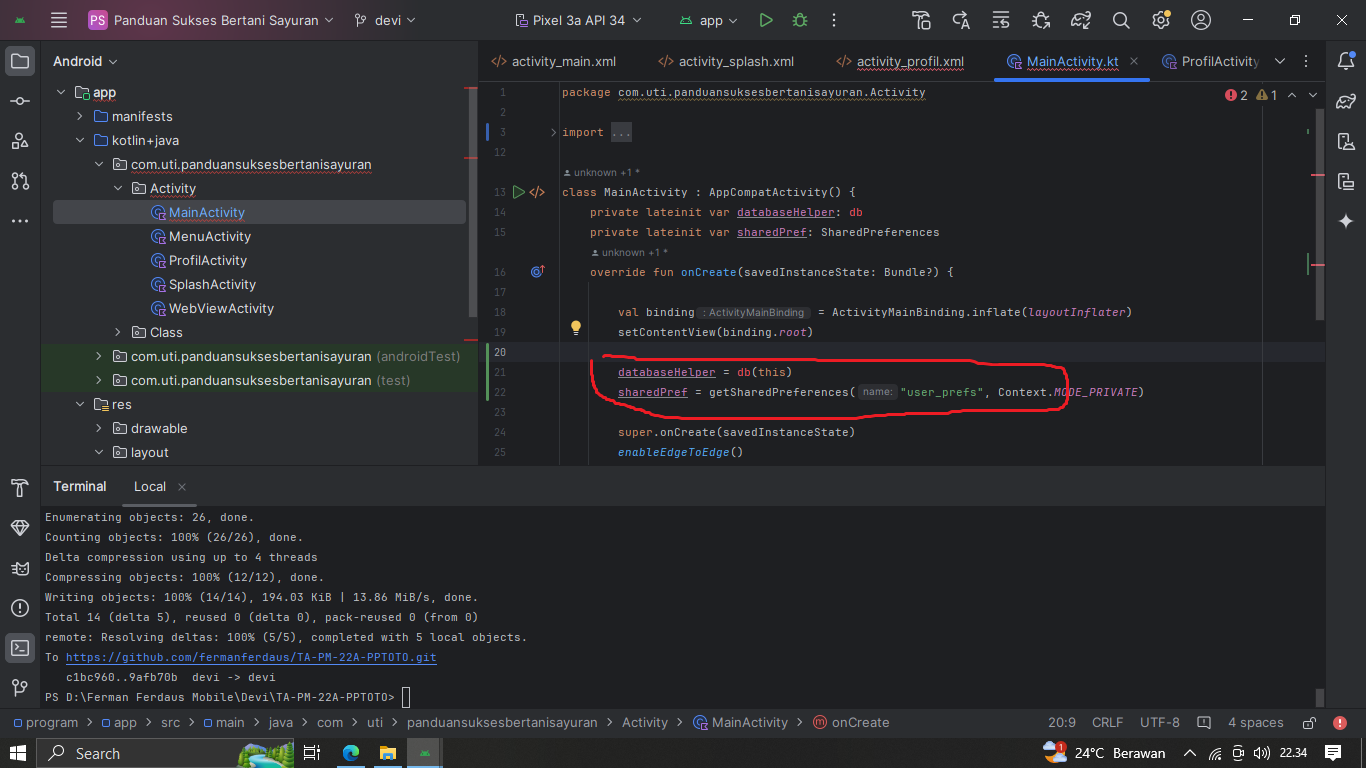 PS Panduan Sukses Bertani Sayuran devi Pixel 3a API 34 app
Android
app
manifests
kotlin+java
com.uti.panduansuksesbertanisayuran
Activity
MainActivity
MenuActivity
ProfilActivity
SplashActivity
WebViewActivity
Class
com.uti.panduansuksesbertanisayuran (androidTest)
com.uti.panduansuksesbertanisayuran (test)
res
drawable
layout
activity_main.xml activity_splash.xml activity_profil.xml MainActivity.kt ProfilActivity
2 1
1 package com.uti.panduansuksesbertanisayuran.Activity
2
3 import ...
12
unknown +1 *
13 class MainActivity : AppCompatActivity() {
14 private lateinit var databaseHelper: db
15 private lateinit var sharedPref: SharedPreferences
unknown +1 *
16 override fun onCreate(savedInstanceState: Bundle?) {
17
18 val binding : ActivityMainBinding = ActivityMainBinding.inflate(layoutInflater)
19 setContentView(binding.root)
20
21 databaseHelper = db(this)
22 sharedPref = getSharedPreferences( name: "user_prefs", Context.MODE_PRIVATE)
23
24 super.onCreate(savedInstanceState)
25 enableEdgeToEdge()
Terminal Local
Enumerating objects: 26, done.
Counting objects: 100% (26/26), done.
Delta compression using up to 4 threads
Compressing objects: 100% (12/12), done.
Writing objects: 100% (14/14), 194.03 KiB | 13.86 MiB/s, done.
Total 14 (delta 5), reused 0 (delta 0), pack-reused 0 (from 0)
remote: Resolving deltas: 100% (5/5), completed with 5 local objects.
To https://github.com/fermanferdaus/TA-PM-22A-PPTOTO.git
c1bc960..9afb70b devi -> devi
PS D:\Ferman Ferdaus Mobile\Devi\TA-PM-22A-PPTOTO>
program > app > src > main > java > com > uti > panduansuksesbertanisayuran > Activity > MainActivity > onCreate 20:9 CRLF UTF-8 4 spaces
Search 1 24°C Berawan 22.34